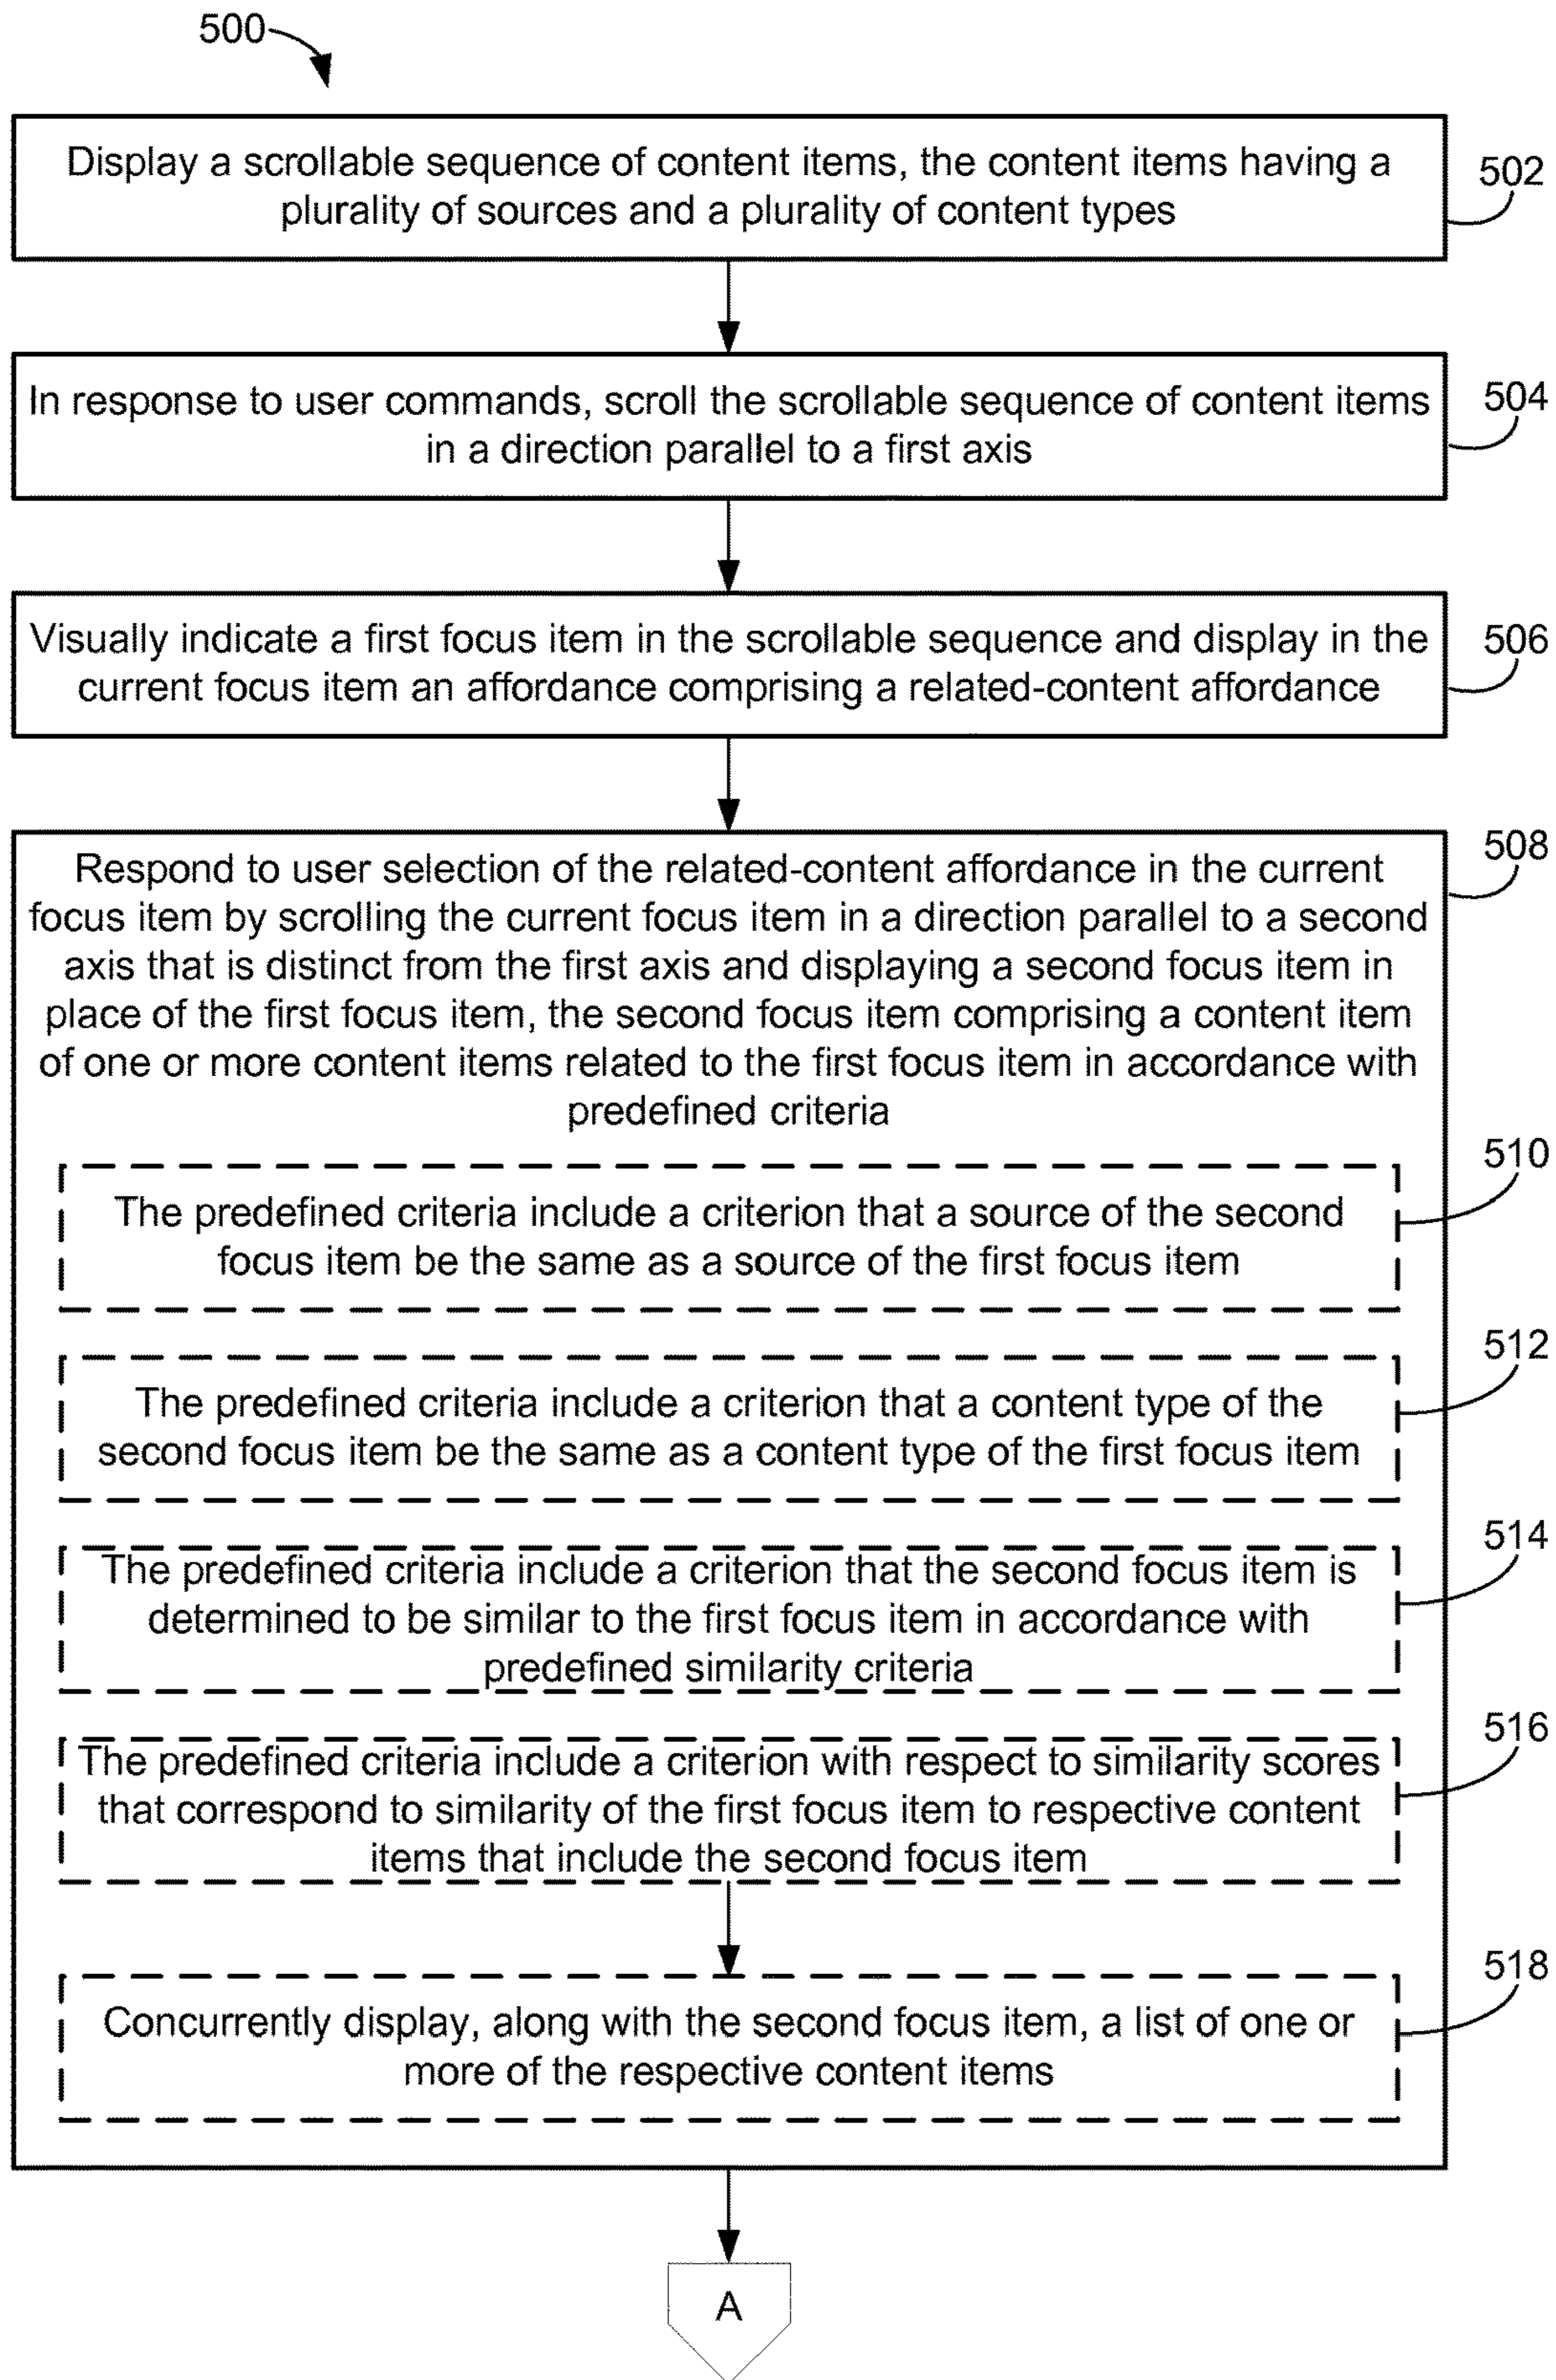 500
Display a scrollable sequence of content items, the content items having a
plurality of sources and a plurality of content types
502
In response to user commands, scroll the scrollable sequence of content items
in a direction parallel to a first axis
504
Visually indicate a first focus item in the scrollable sequence and display in the
current focus item an affordance comprising a related-content affordance
506
Respond to user selection of the related-content affordance in the current
focus item by scrolling the current focus item in a direction parallel to a second
axis that is distinct from the first axis and displaying a second focus item in
place of the first focus item, the second focus item comprising a content item
of one or more content items related to the first focus item in accordance with
predefined criteria
508
The predefined criteria include a criterion that a source of the second
focus item be the same as a source of the first focus item
510
The predefined criteria include a criterion that a content type of the
second focus item be the same as a content type of the first focus item
512
The predefined criteria include a criterion that the second focus item is
determined to be similar to the first focus item in accordance with
predefined similarity criteria
514
The predefined criteria include a criterion with respect to similarity scores
that correspond to similarity of the first focus item to respective content
items that include the second focus item
516
Concurrently display, along with the second focus item, a list of one or
more of the respective content items
518
A